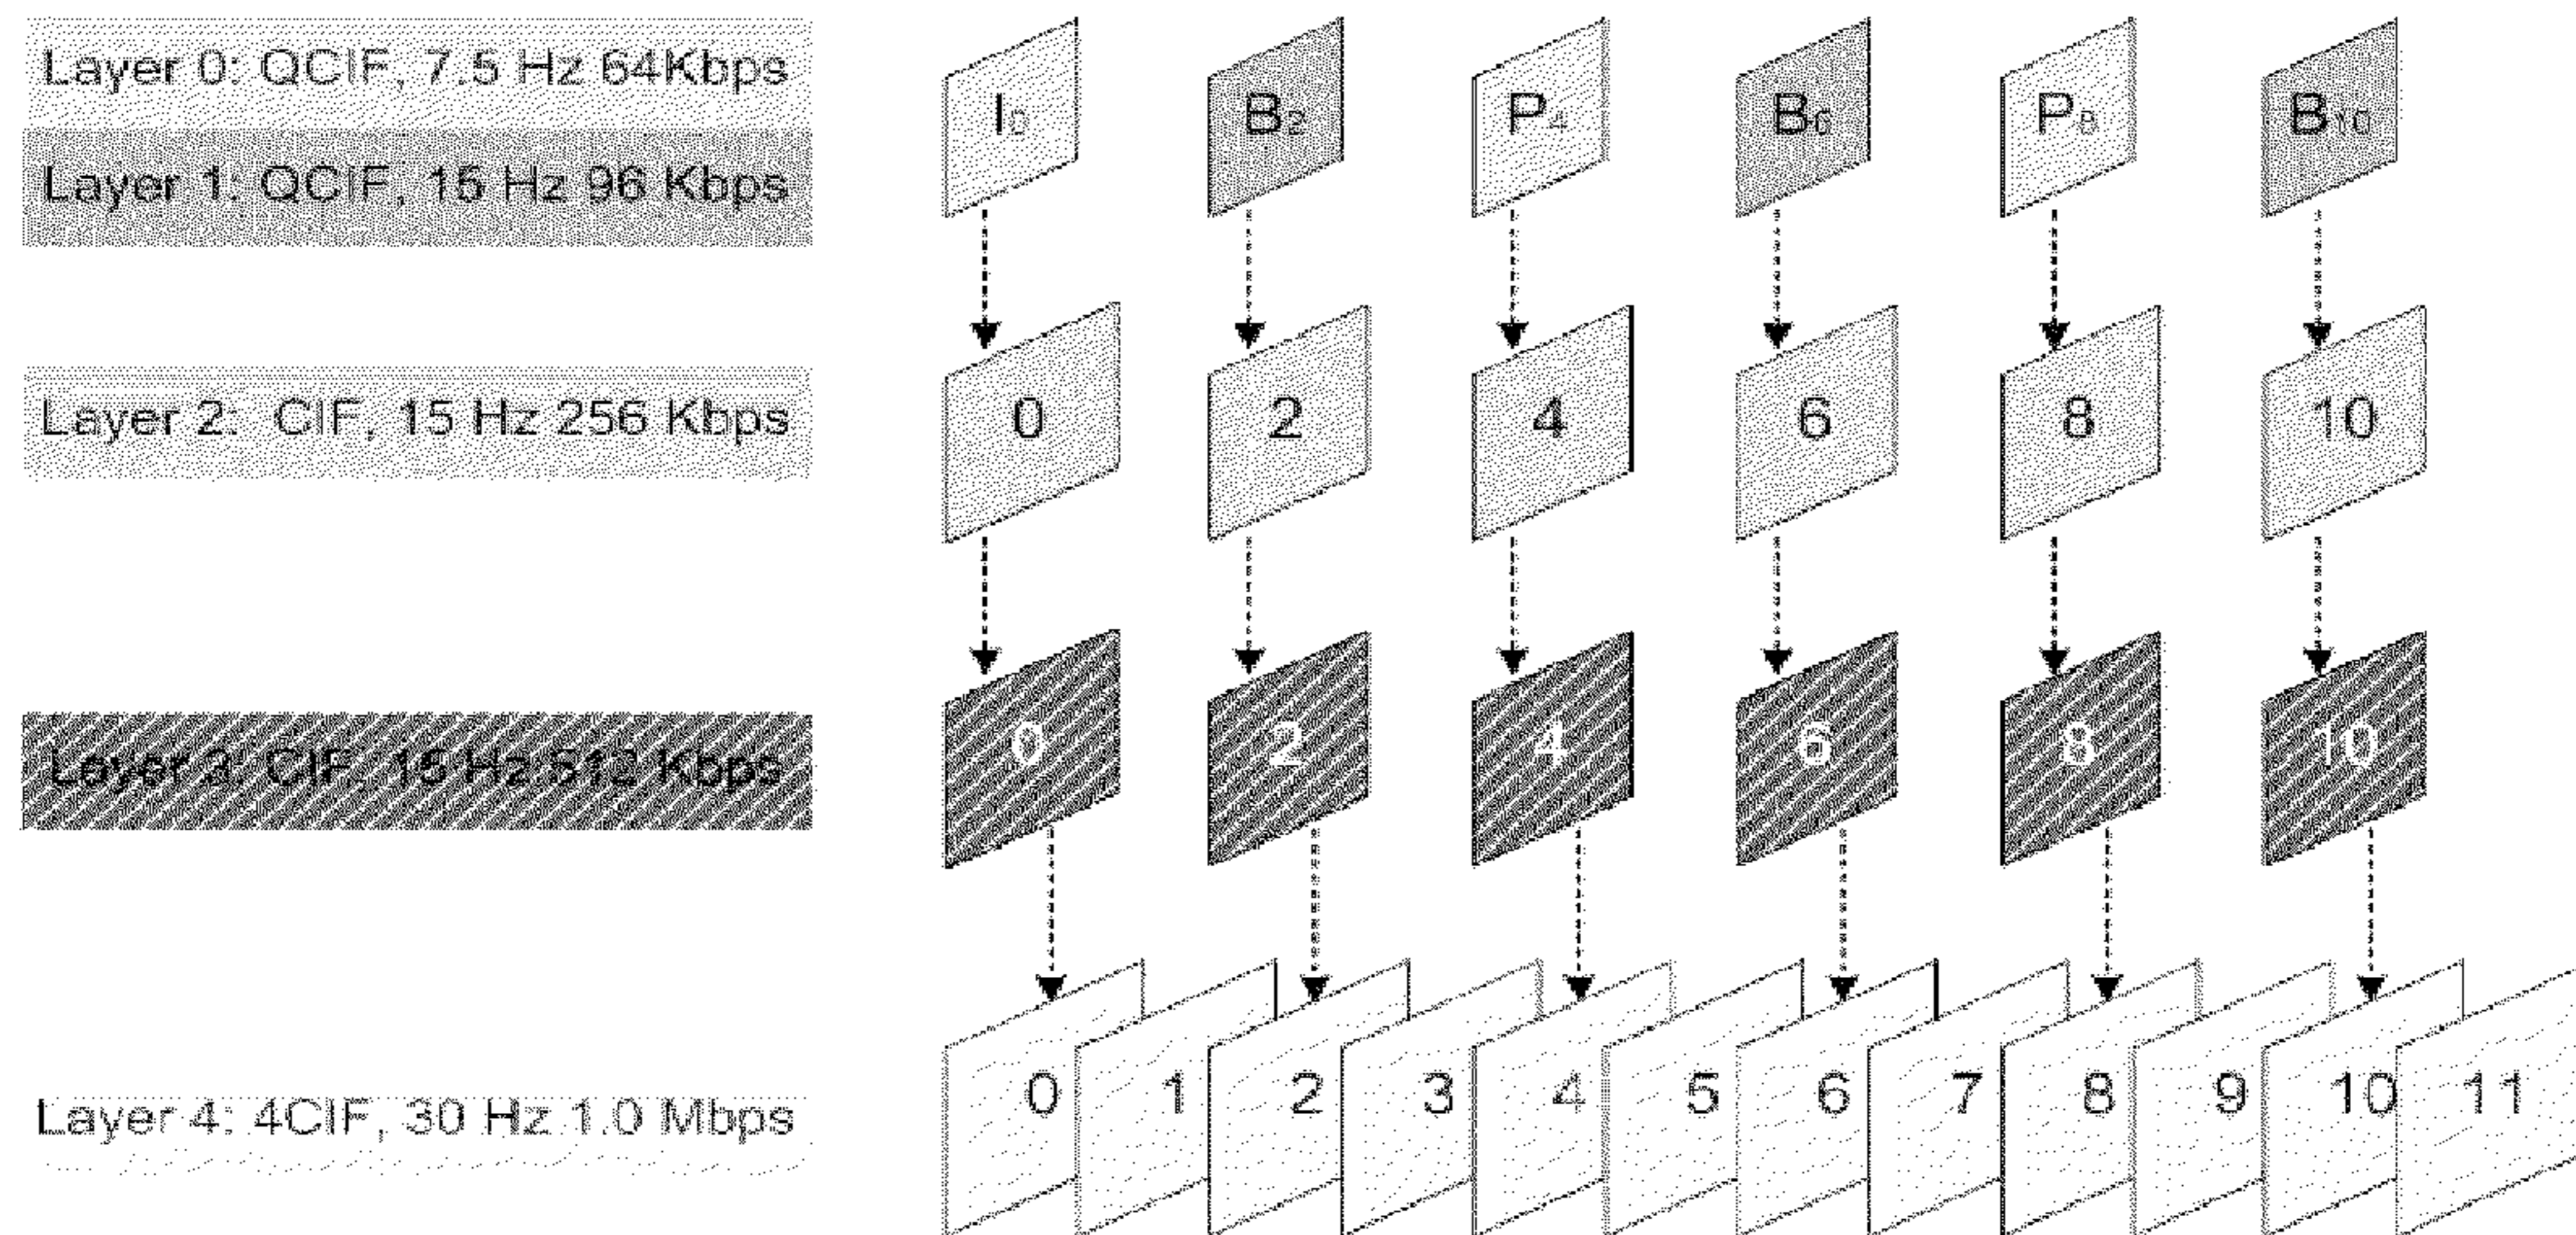 Layer 0: QCIF, 7.5 Hz 64Kbps
I0 B2 P4 B6 P8 B10
Layer 1: QCIF, 15 Hz 96 Kbps
Layer 2: CIF, 15 Hz 256 Kbps
0 2 4 6 8 10
Layer 3: CIF, 15 Hz 512 Kbps
0 2 4 6 8 10
Layer 4: 4CIF, 30 Hz 1.0 Mbps
0 1 2 3 4 5 6 7 8 9 10 11